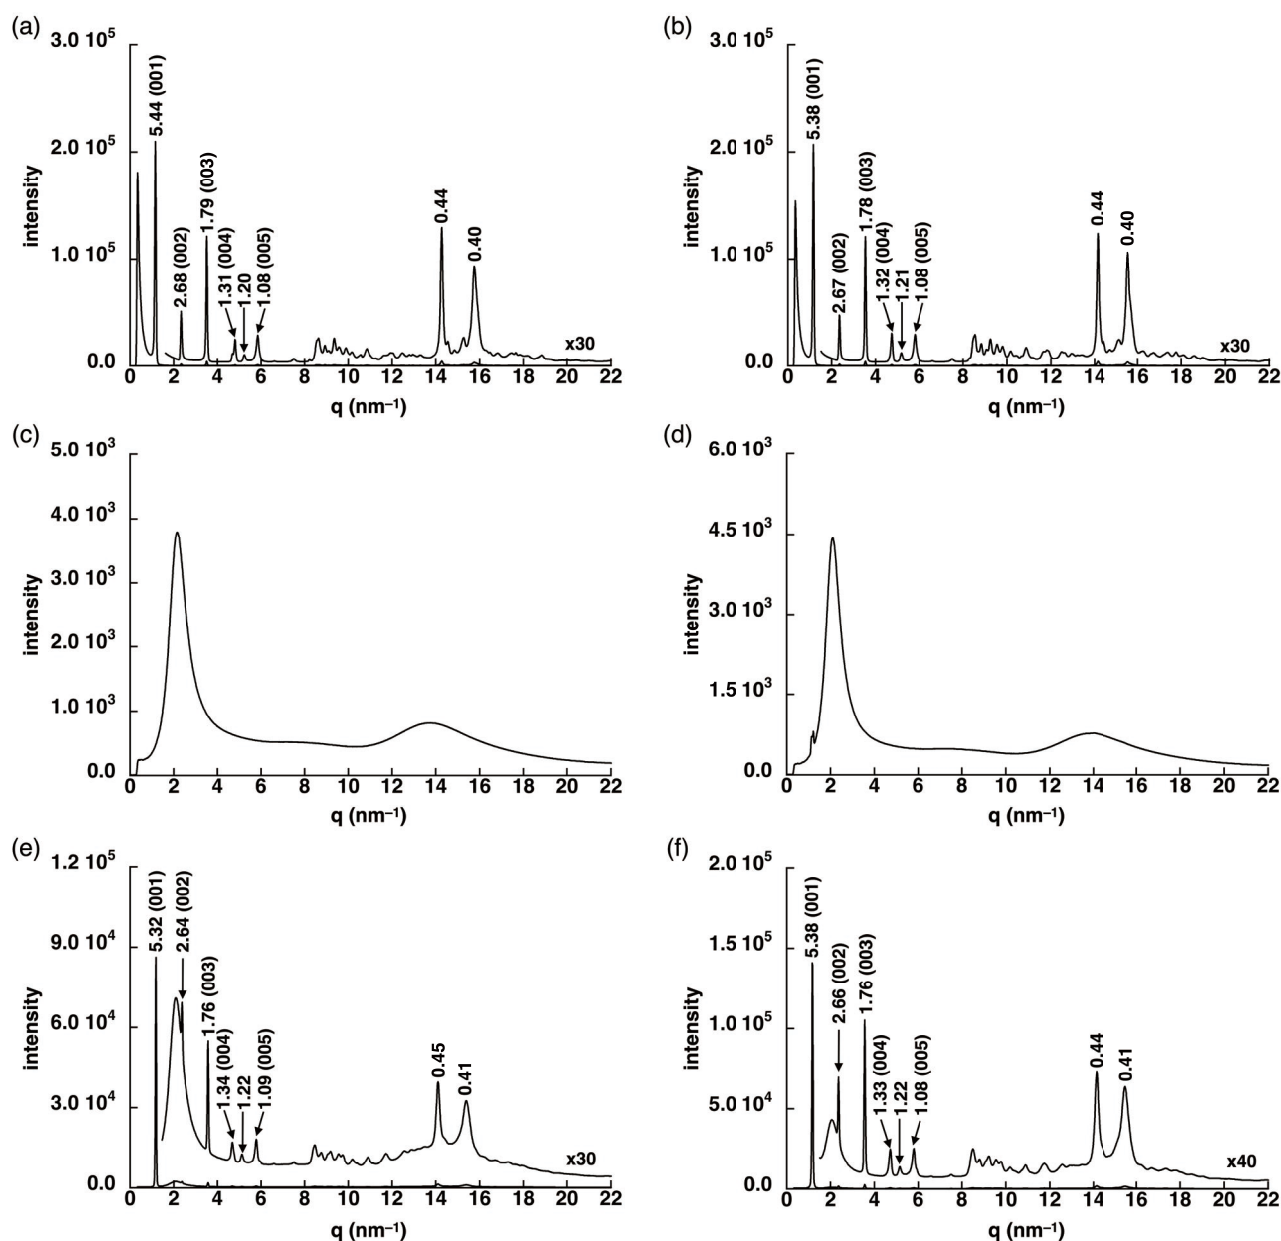 (a)
3.0 10⁵
2.0 10⁵
1.0 10⁵
0.0
intensity
5.44 (001)
2.68 (002)
1.79 (003)
1.31 (004)
1.20
1.08 (005)
0.44
0.40
x30
0 2 4 6 8 10 12 14 16 18 20 22
q (nm⁻¹)
(b)
3.0 10⁵
2.0 10⁵
1.0 10⁵
0.0
intensity
5.38 (001)
2.67 (002)
1.78 (003)
1.32 (004)
1.21
1.08 (005)
0.44
0.40
x30
0 2 4 6 8 10 12 14 16 18 20 22
q (nm⁻¹)
(c)
5.0 10³
4.0 10³
3.0 10³
2.0 10³
1.0 10³
0.0
intensity
0 2 4 6 8 10 12 14 16 18 20 22
q (nm⁻¹)
(d)
6.0 10³
4.5 10³
3.0 10³
1.5 10³
0.0
intensity
0 2 4 6 8 10 12 14 16 18 20 22
q (nm⁻¹)
(e)
1.2 10⁵
9.0 10⁴
6.0 10⁴
3.0 10⁴
0.0
intensity
5.32 (001)
2.64 (002)
1.76 (003)
1.34 (004)
1.22
1.09 (005)
0.45
0.41
x30
0 2 4 6 8 10 12 14 16 18 20 22
q (nm⁻¹)
(f)
2.0 10⁵
1.5 10⁵
1.0 10⁵
5.0 10⁴
0.0
intensity
5.38 (001)
2.66 (002)
1.76 (003)
1.33 (004)
1.22
1.08 (005)
0.44
0.41
x40
0 2 4 6 8 10 12 14 16 18 20 22
q (nm⁻¹)